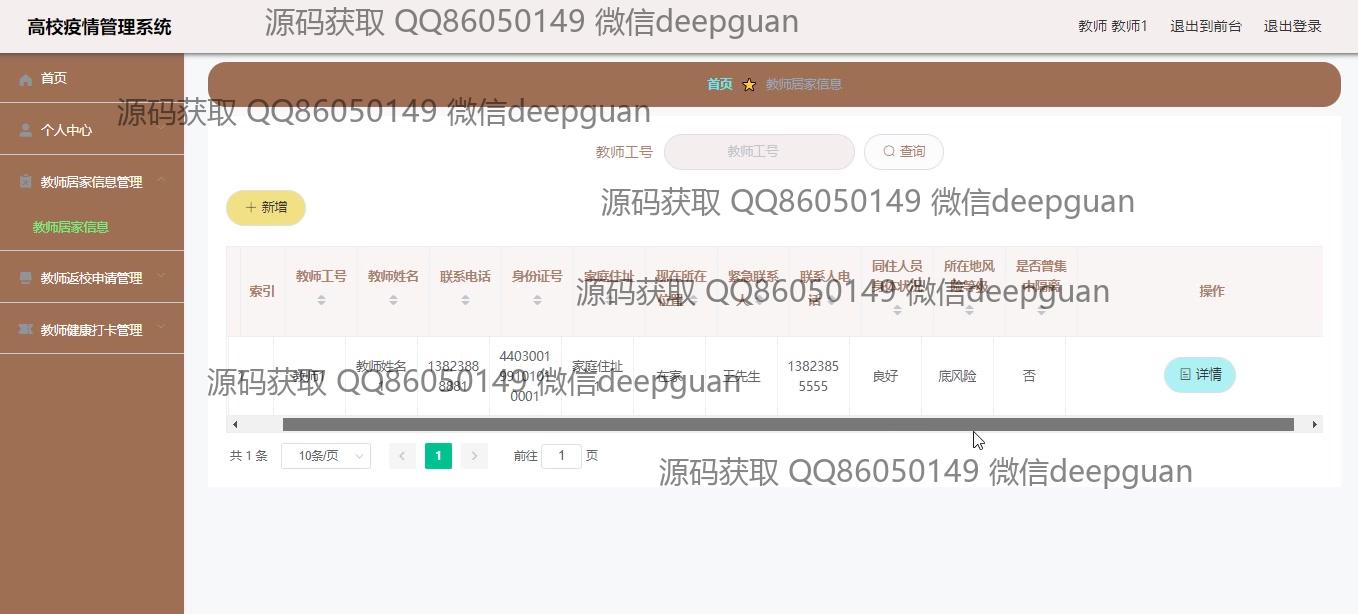 高校疫情管理系统
源码获取 QQ86050149 微信deepguan
教师 教师1 退出到前台 退出登录
首页
首页 教师居家信息
源码获取 QQ86050149 微信deepguan
个人中心
教师工号 教师工号 查询
教师居家信息管理
源码获取 QQ86050149 微信deepguan
新增
教师居家信息
教师返校申请管理
教师健康打卡管理
索引 教师工号 教师姓名 联系电话 身份证号 家庭住址 现在所在位置 紧急联系人 联系人电话 同住人员身体状况 所在地风险等级 是否曾集中隔离 操作
源码获取 QQ86050149 微信deepguan
教师1 教师姓名1 13823888881 440300199101010001 家庭住址1 在家 王先生 13823855555 良好 底风险 否 详情
源码获取 QQ86050149 微信deepguan
共 1 条 10条/页 1 前往 1 页
源码获取 QQ86050149 微信deepguan